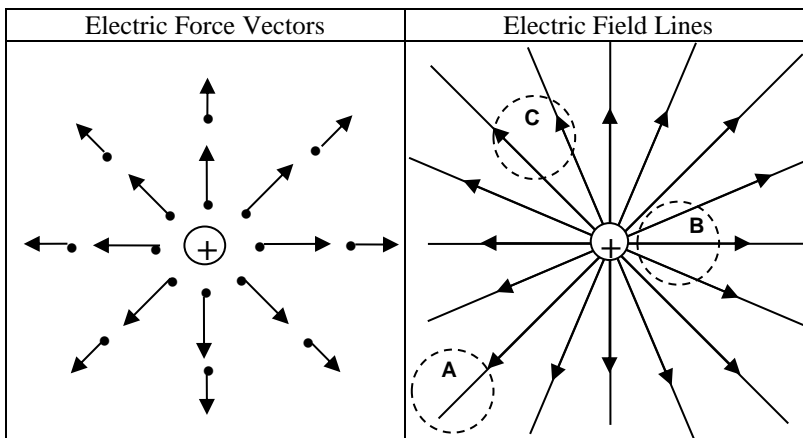 Electric Force Vectors
Electric Field Lines
C
+
+
B
A